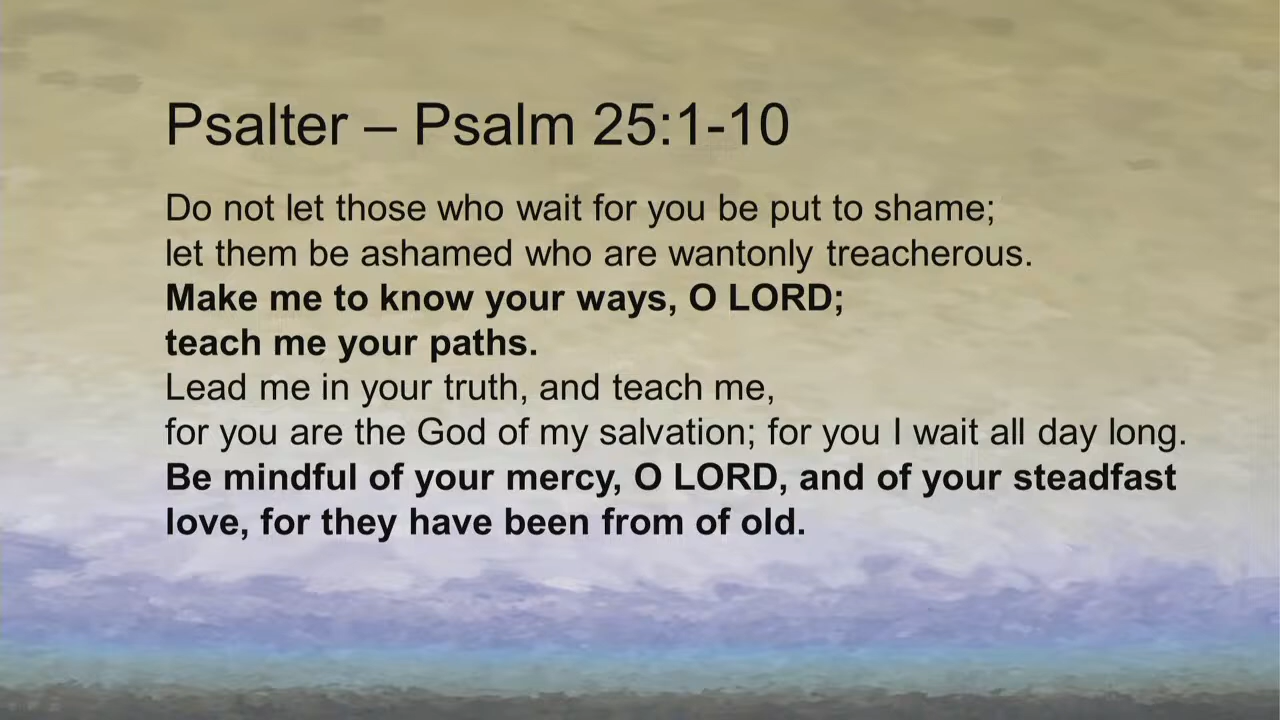 Psalter – Psalm 25:1-10
Do not let those who wait for you be put to shame;
let them be ashamed who are wantonly treacherous.
Make me to know your ways, O LORD;
teach me your paths.
Lead me in your truth, and teach me,
for you are the God of my salvation; for you I wait all day long.
Be mindful of your mercy, O LORD, and of your steadfast
love, for they have been from of old.